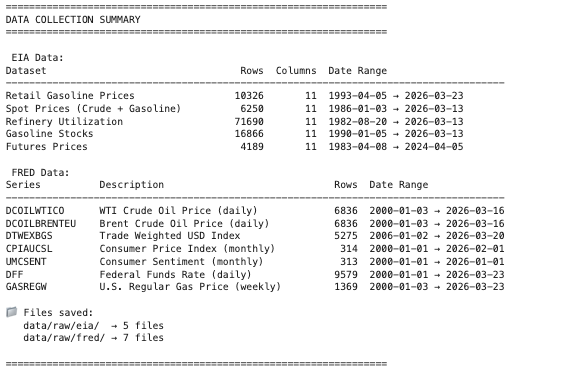 ==================================================================
DATA COLLECTION SUMMARY
==================================================================
EIA Data:
Dataset Rows Columns Date Range
Retail Gasoline Prices 10326 11 1993-04-05 → 2026-03-23
Spot Prices (Crude + Gasoline) 6250 11 1986-01-03 → 2026-03-13
Refinery Utilization 71690 11 1982-08-20 → 2026-03-13
Gasoline Stocks 16866 11 1990-01-05 → 2026-03-13
Futures Prices 4189 11 1983-04-08 → 2024-04-05
FRED Data:
Series Description Rows Date Range
DCOILWTICO WTI Crude Oil Price (daily) 6836 2000-01-03 → 2026-03-16
DCOILBRENTEU Brent Crude Oil Price (daily) 6836 2000-01-03 → 2026-03-16
DTWEXBGS Trade Weighted USD Index 5275 2006-01-02 → 2026-03-20
CPIAUCSL Consumer Price Index (monthly) 314 2000-01-01 → 2026-02-01
UMCSENT Consumer Sentiment (monthly) 313 2000-01-01 → 2026-01-01
DFF Federal Funds Rate (daily) 9579 2000-01-01 → 2026-03-23
GASREGW U.S. Regular Gas Price (weekly) 1369 2000-01-03 → 2026-03-23
Files saved:
data/raw/eia/ → 5 files
data/raw/fred/ → 7 files
==================================================================